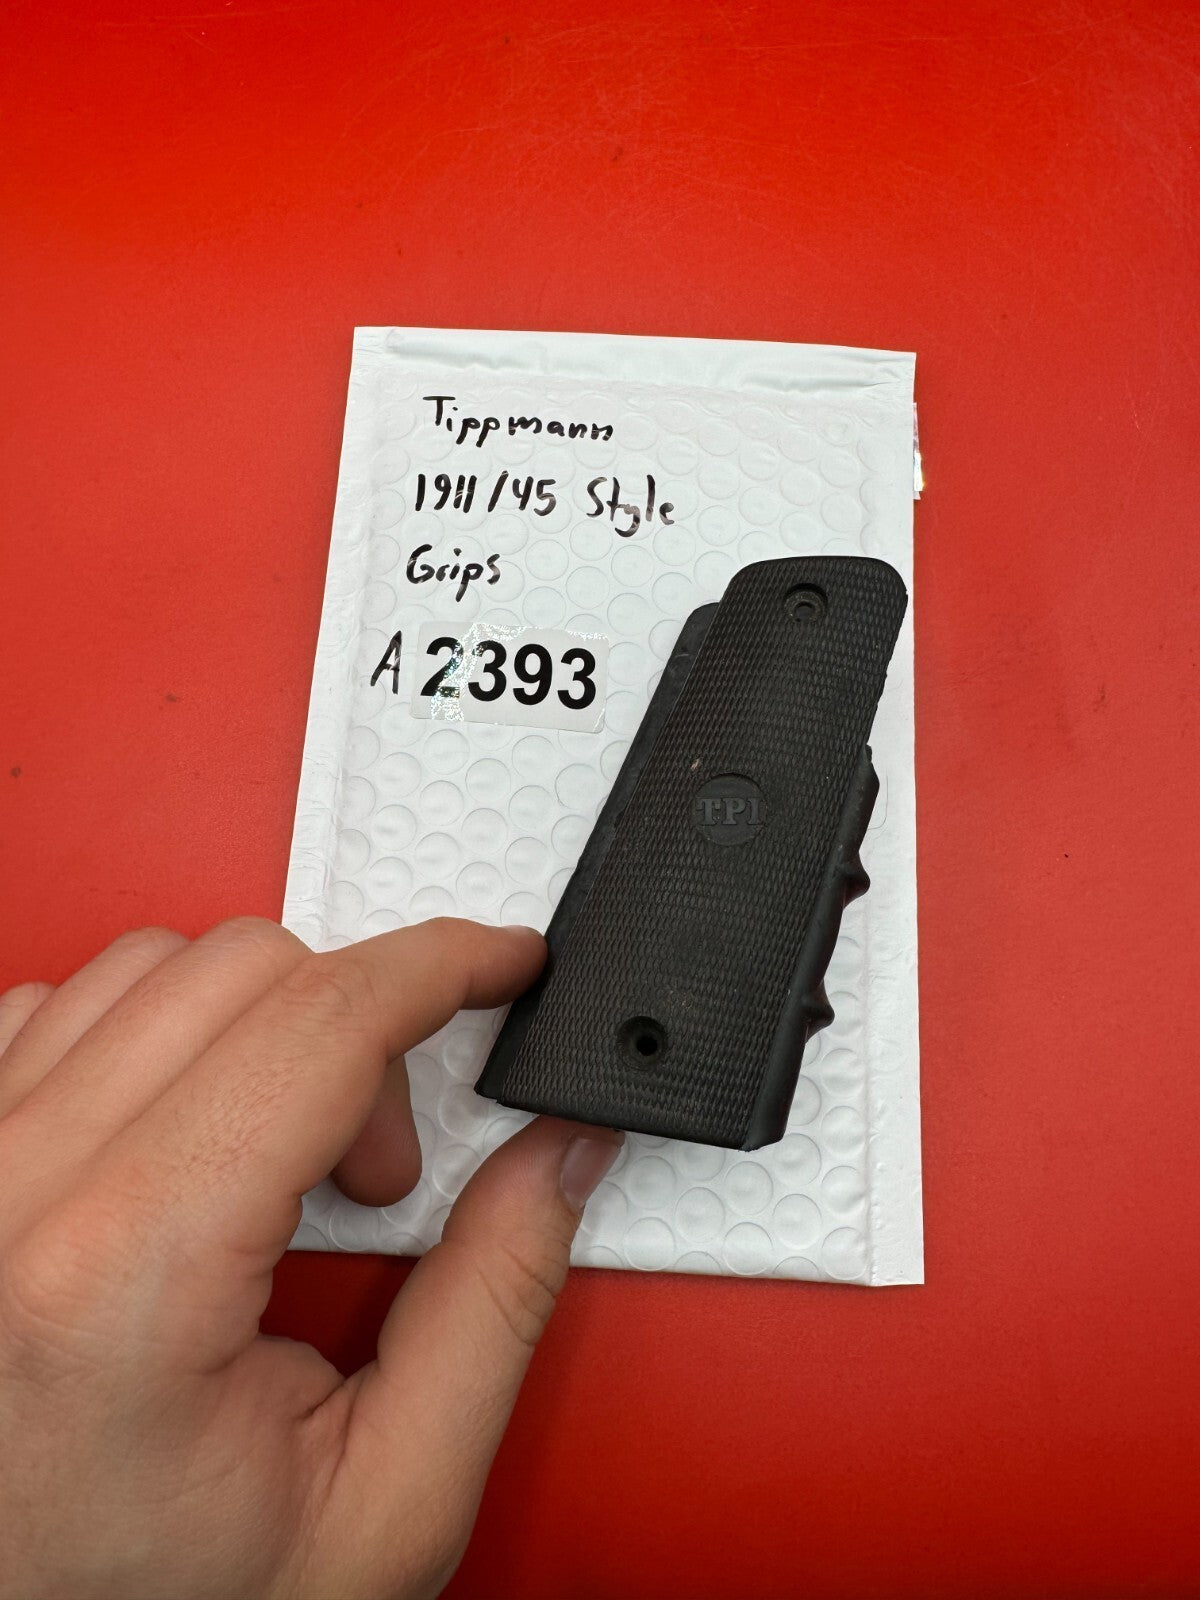 Tippmann
1911/45 Style
Grips
A 2393
TPI